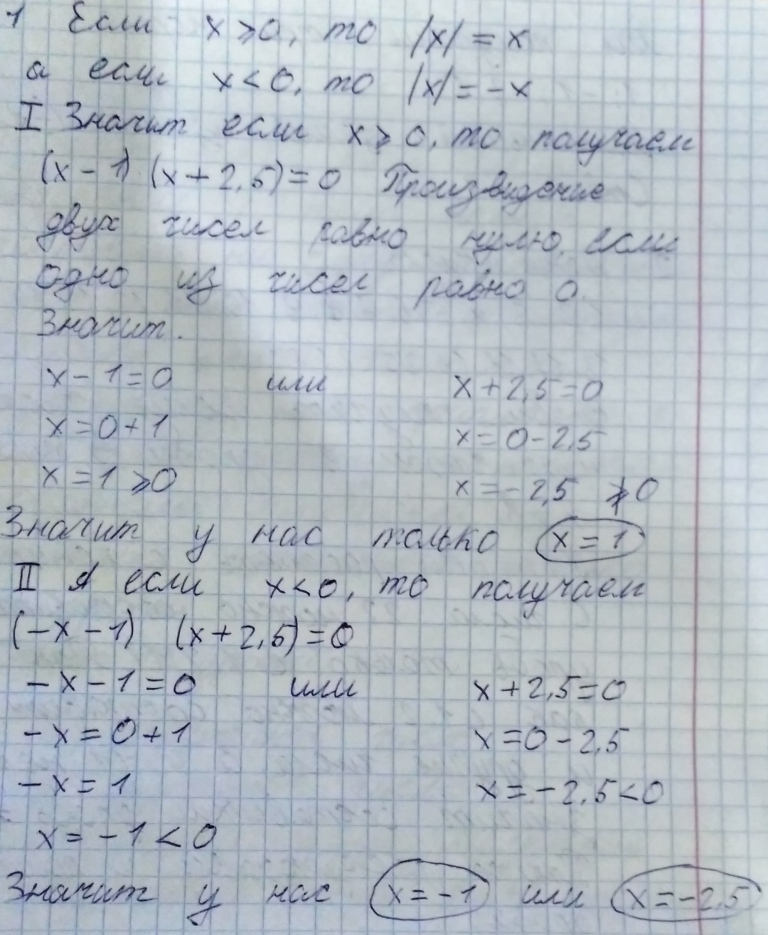 1 Если x ⩾ 0, то |x| = x
а если x < 0, то |x| = -x
I Значит если x ⩾ 0, то получаем
(x - 1) (x + 2,5) = 0 Произведение
двух чисел равно нулю, если
одно из чисел равно 0.
Значит.
x - 1 = 0 или x + 2,5 = 0
x = 0 + 1 x = 0 - 2,5
x = 1 ⩾ 0 x = -2,5 ⩾̸ 0
Значит у нас только x = 1
II А если x < 0, то получаем
(-x - 1) (x + 2,5) = 0
-x - 1 = 0 или x + 2,5 = 0
-x = 0 + 1 x = 0 - 2,5
-x = 1 x = -2,5 < 0
x = -1 < 0
Значит у нас x = -1 или x = -2,5